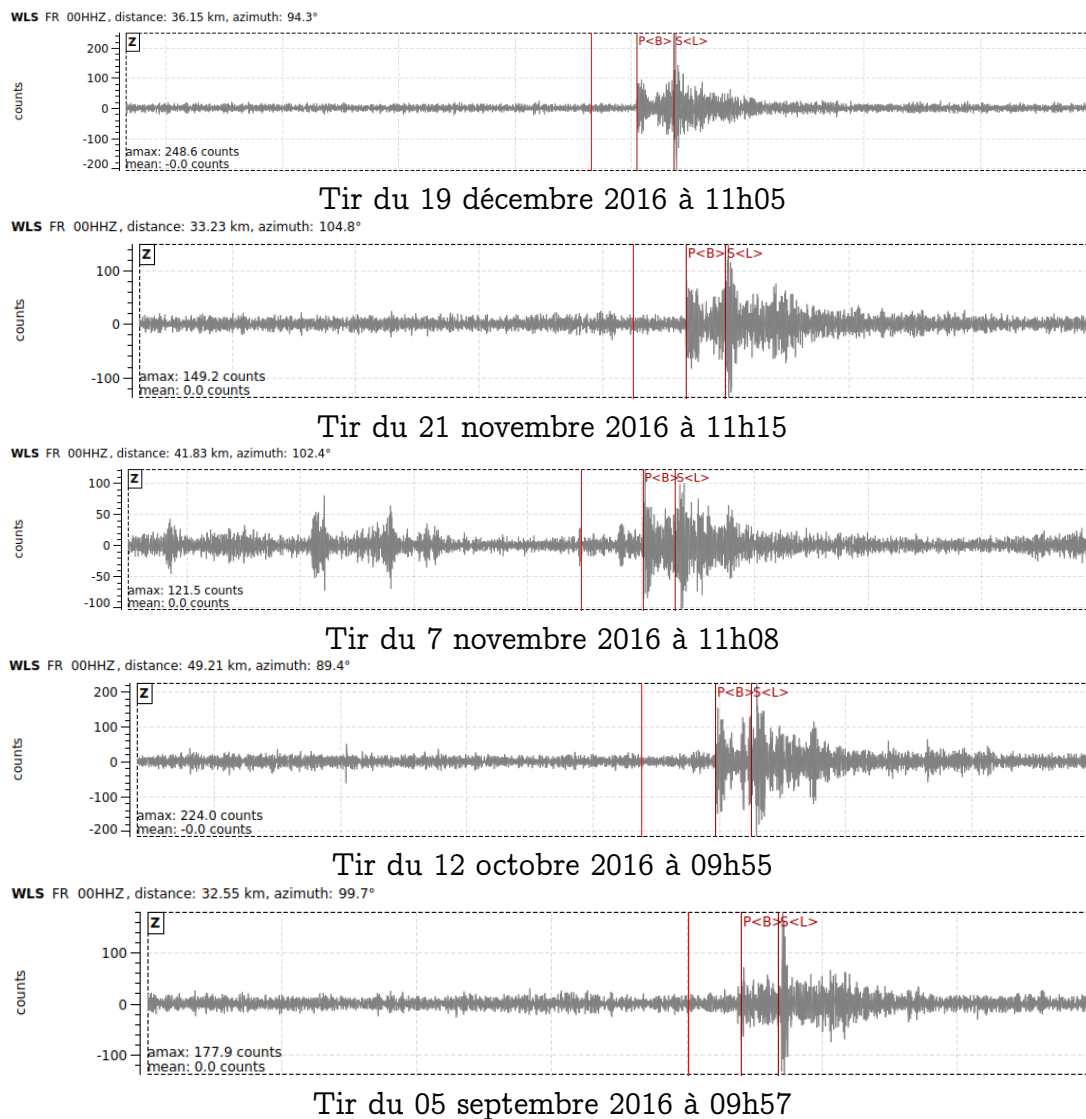 WLS FR 00HHZ, distance: 36.15 km, azimuth: 94.3°
Z
P<B> S<L>
200
100
0
-100
-200
counts
amax: 248.6 counts
mean: -0.0 counts
Tir du 19 décembre 2016 à 11h05
WLS FR 00HHZ, distance: 33.23 km, azimuth: 104.8°
Z
P<B> S<L>
100
0
-100
counts
amax: 149.2 counts
mean: 0.0 counts
Tir du 21 novembre 2016 à 11h15
WLS FR 00HHZ, distance: 41.83 km, azimuth: 102.4°
Z
P<B> S<L>
100
50
0
-50
-100
counts
amax: 121.5 counts
mean: 0.0 counts
Tir du 7 novembre 2016 à 11h08
WLS FR 00HHZ, distance: 49.21 km, azimuth: 89.4°
Z
P<B> S<L>
200
100
0
-100
-200
counts
amax: 224.0 counts
mean: -0.0 counts
Tir du 12 octobre 2016 à 09h55
WLS FR 00HHZ, distance: 32.55 km, azimuth: 99.7°
Z
P<B> S<L>
100
0
-100
counts
amax: 177.9 counts
mean: 0.0 counts
Tir du 05 septembre 2016 à 09h57